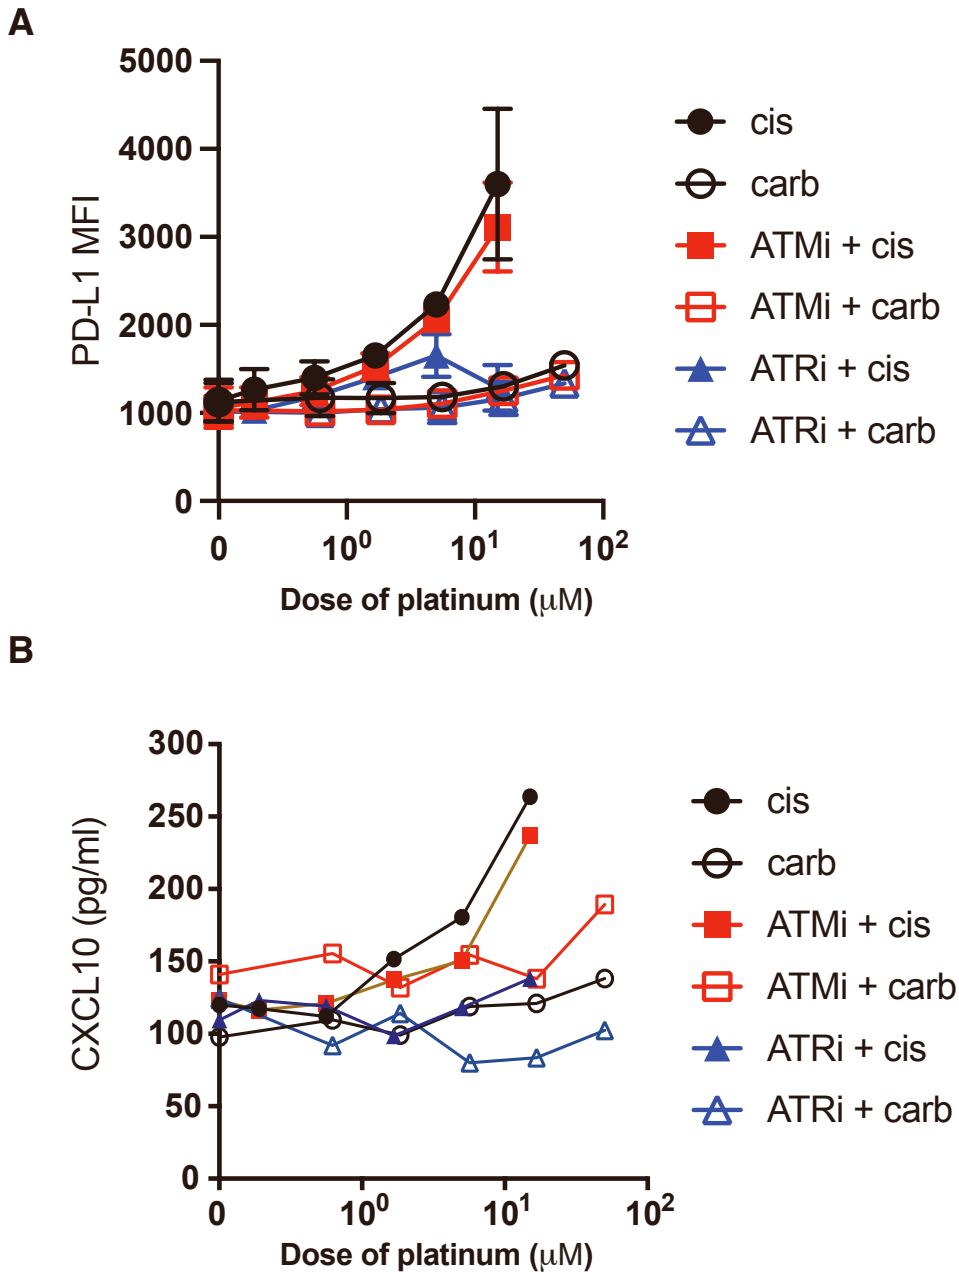 A
5000
4000
3000
2000
1000
0
PD-L1 MFI
0
10⁰
10¹
10²
Dose of platinum (μM)
cis
carb
ATMi + cis
ATMi + carb
ATRi + cis
ATRi + carb
B
300
250
200
150
100
50
0
CXCL10 (pg/ml)
0
10⁰
10¹
10²
Dose of platinum (μM)
cis
carb
ATMi + cis
ATMi + carb
ATRi + cis
ATRi + carb